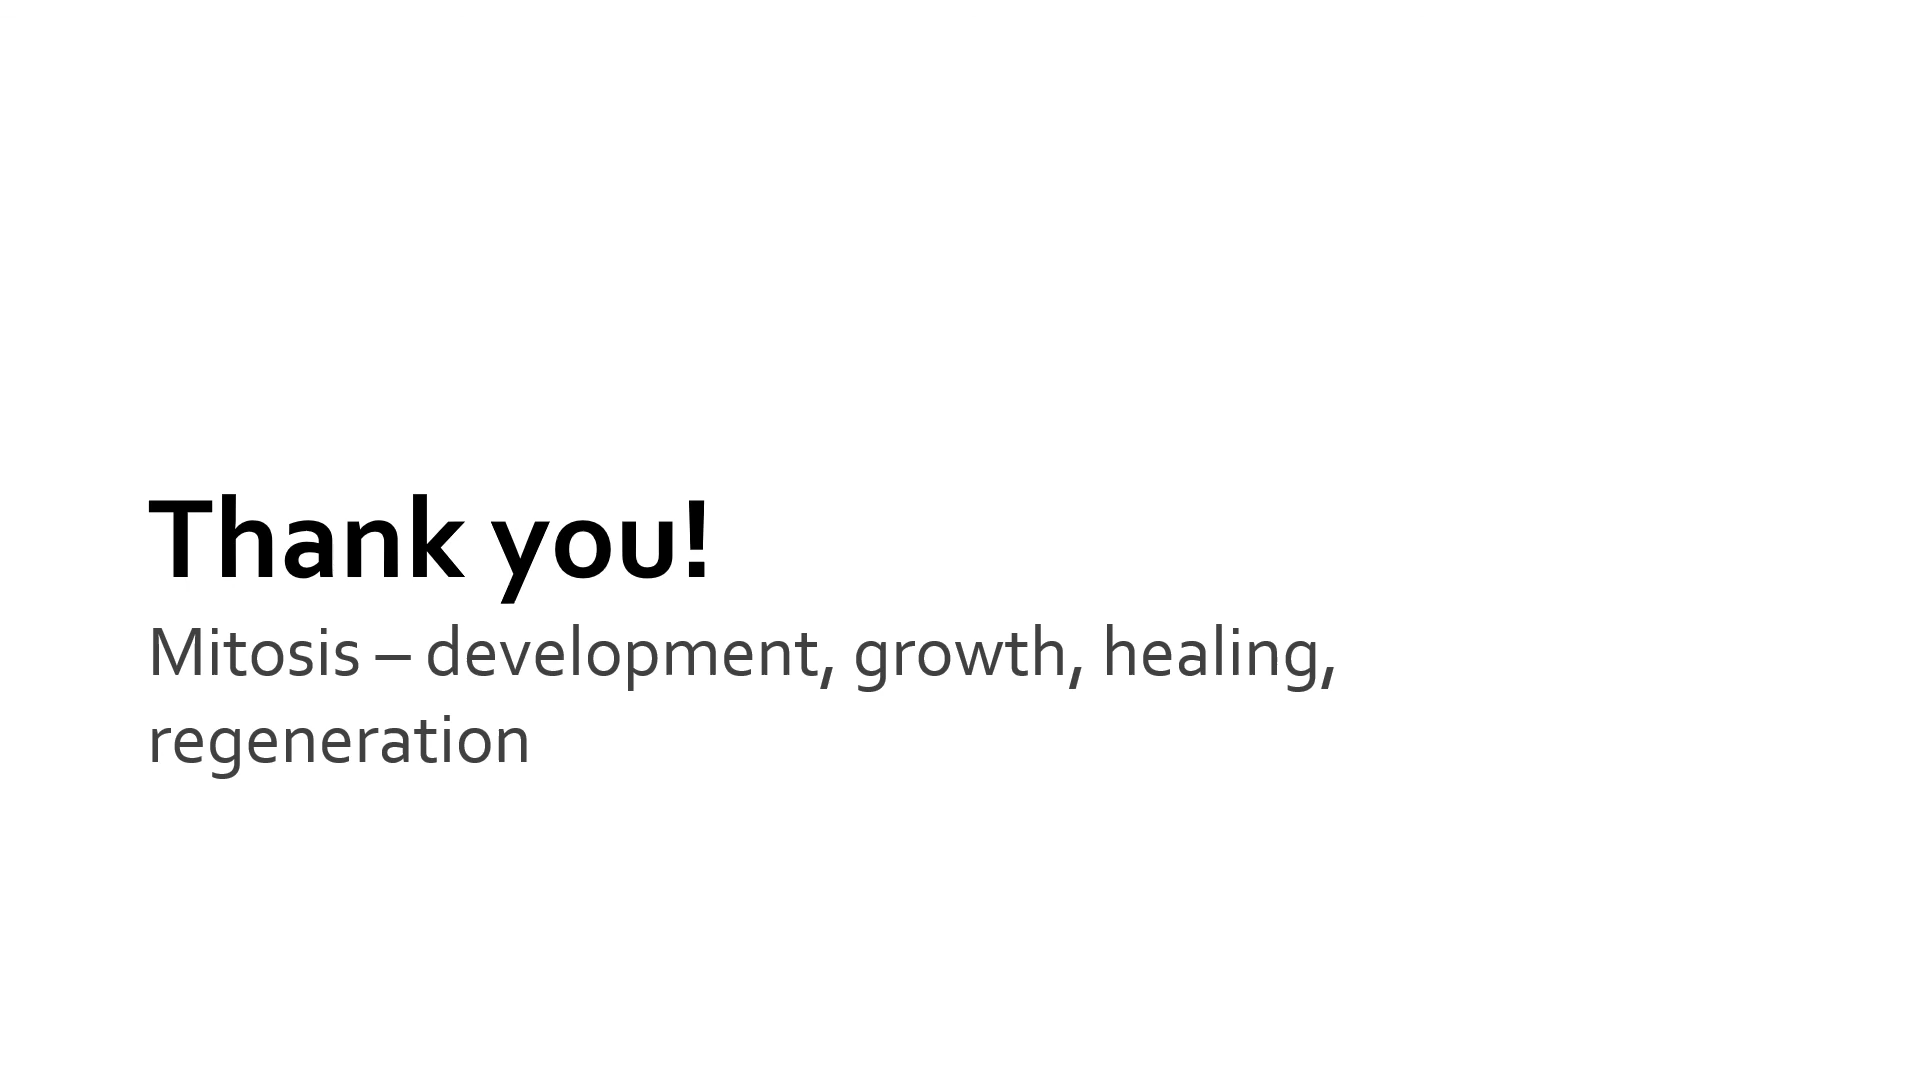 Thank you!
Mitosis – development, growth, healing,
regeneration